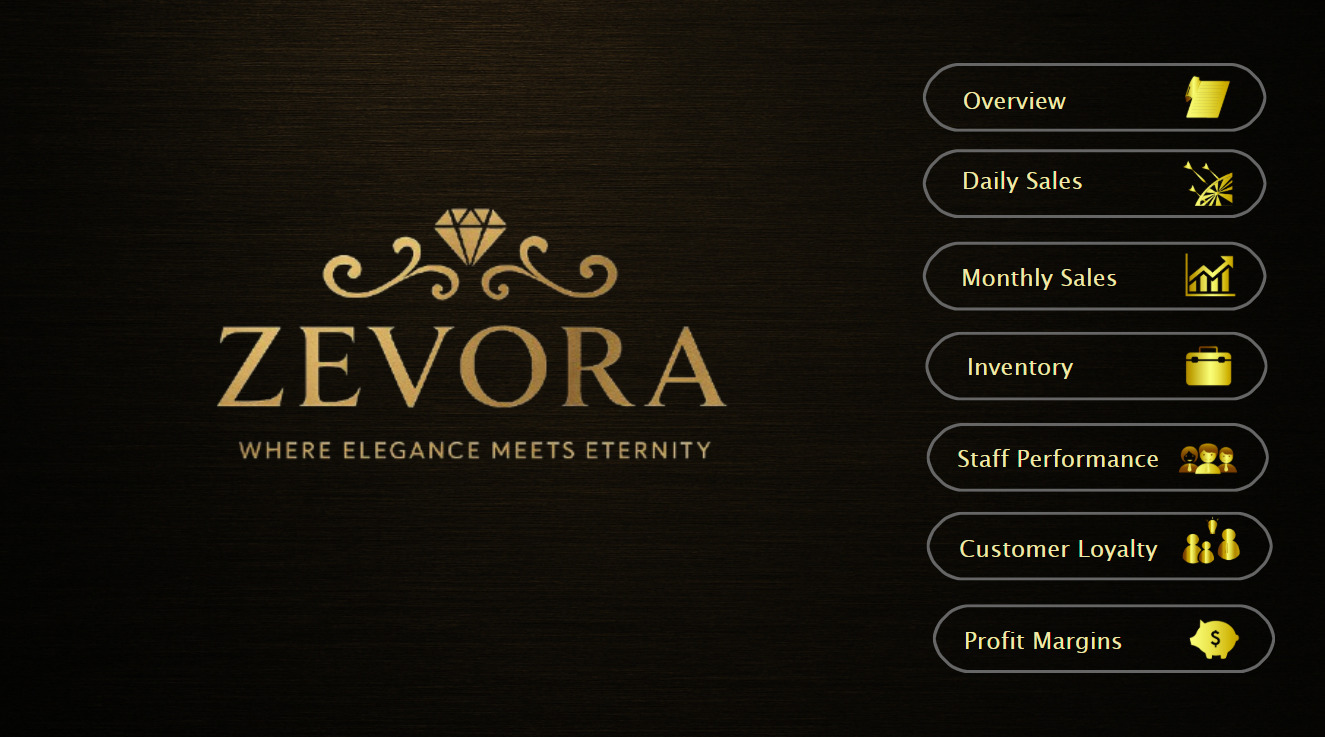 ZEVORA
WHERE ELEGANCE MEETS ETERNITY
Overview
Daily Sales
Monthly Sales
Inventory
Staff Performance
Customer Loyalty
Profit Margins
$